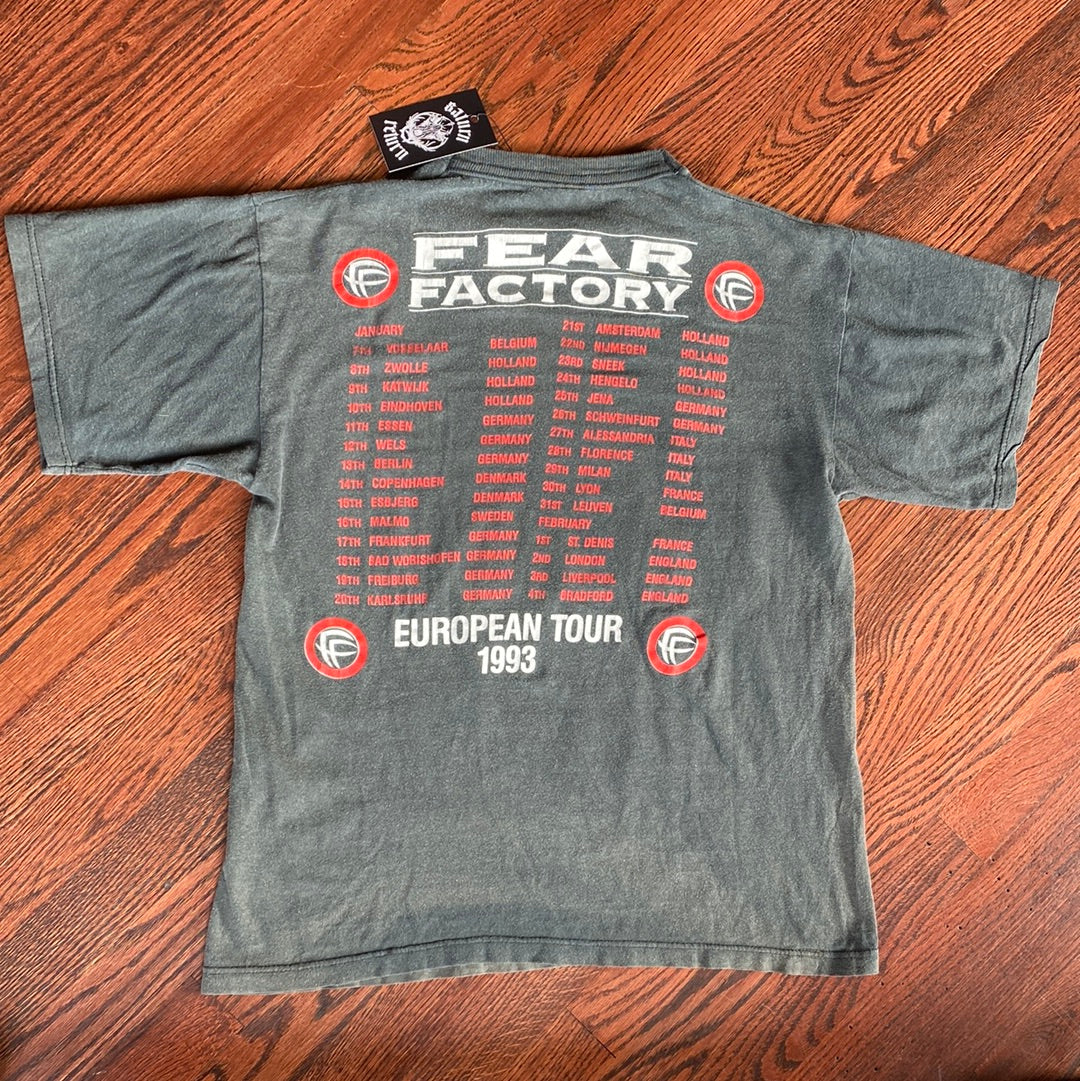 saturn
return
FEAR
FACTORY
JANUARY
7TH VOSSELAAR BELGIUM
8TH ZWOLLE HOLLAND
9TH KATWIJK HOLLAND
10TH EINDHOVEN HOLLAND
11TH ESSEN GERMANY
12TH WELS GERMANY
13TH BERLIN GERMANY
14TH COPENHAGEN DENMARK
15TH ESBJERG DENMARK
16TH MALMO SWEDEN
17TH FRANKFURT GERMANY
18TH BAD WORISHOFEN GERMANY
19TH FREIBURG GERMANY
20TH KARLSRUHE GERMANY
21ST AMSTERDAM HOLLAND
22ND NIJMEGEN HOLLAND
23RD SNEEK HOLLAND
24TH HENGELO HOLLAND
25TH JENA GERMANY
26TH SCHWEINFURT GERMANY
27TH ALESSANDRIA ITALY
28TH FLORENCE ITALY
29TH MILAN ITALY
30TH LYON FRANCE
31ST LEUVEN BELGIUM
FEBRUARY
1ST ST. DENIS FRANCE
2ND LONDON ENGLAND
3RD LIVERPOOL ENGLAND
4TH BRADFORD ENGLAND
EUROPEAN TOUR
1993